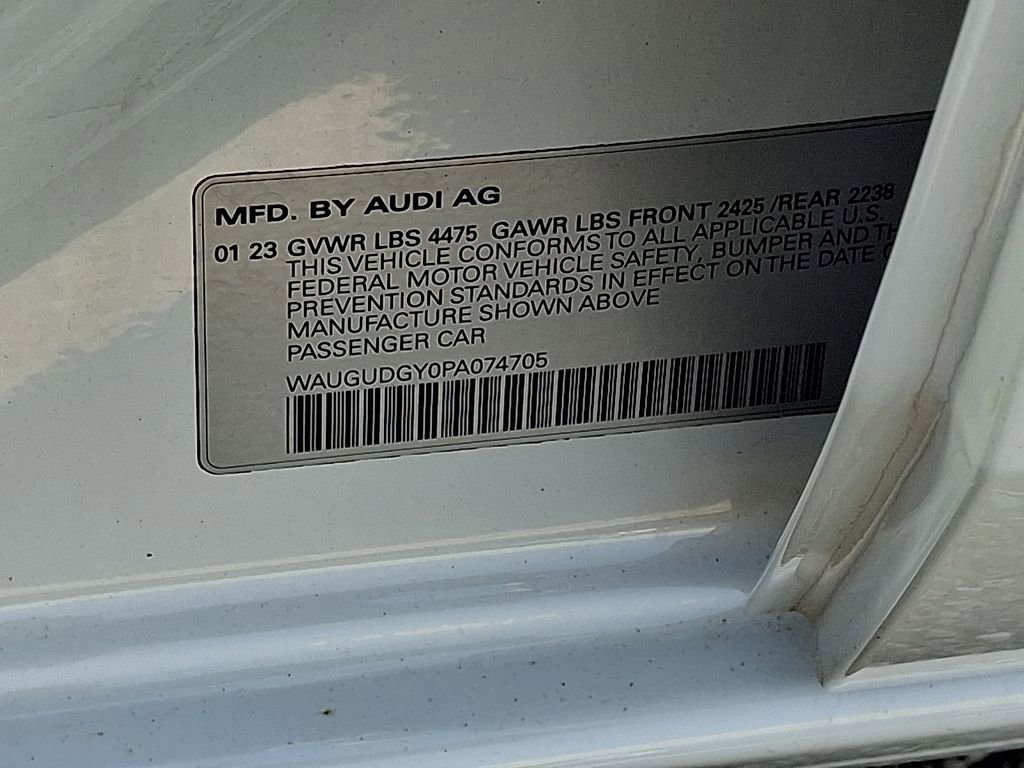 MFD. BY AUDI AG
01 23 GVWR LBS 4475 GAWR LBS FRONT 2425 /REAR 2238
THIS VEHICLE CONFORMS TO ALL APPLICABLE U.S.
FEDERAL MOTOR VEHICLE SAFETY, BUMPER AND
PREVENTION STANDARDS IN EFFECT ON THE DATE
MANUFACTURE SHOWN ABOVE
PASSENGER CAR
WAUGUDGY0PA074705